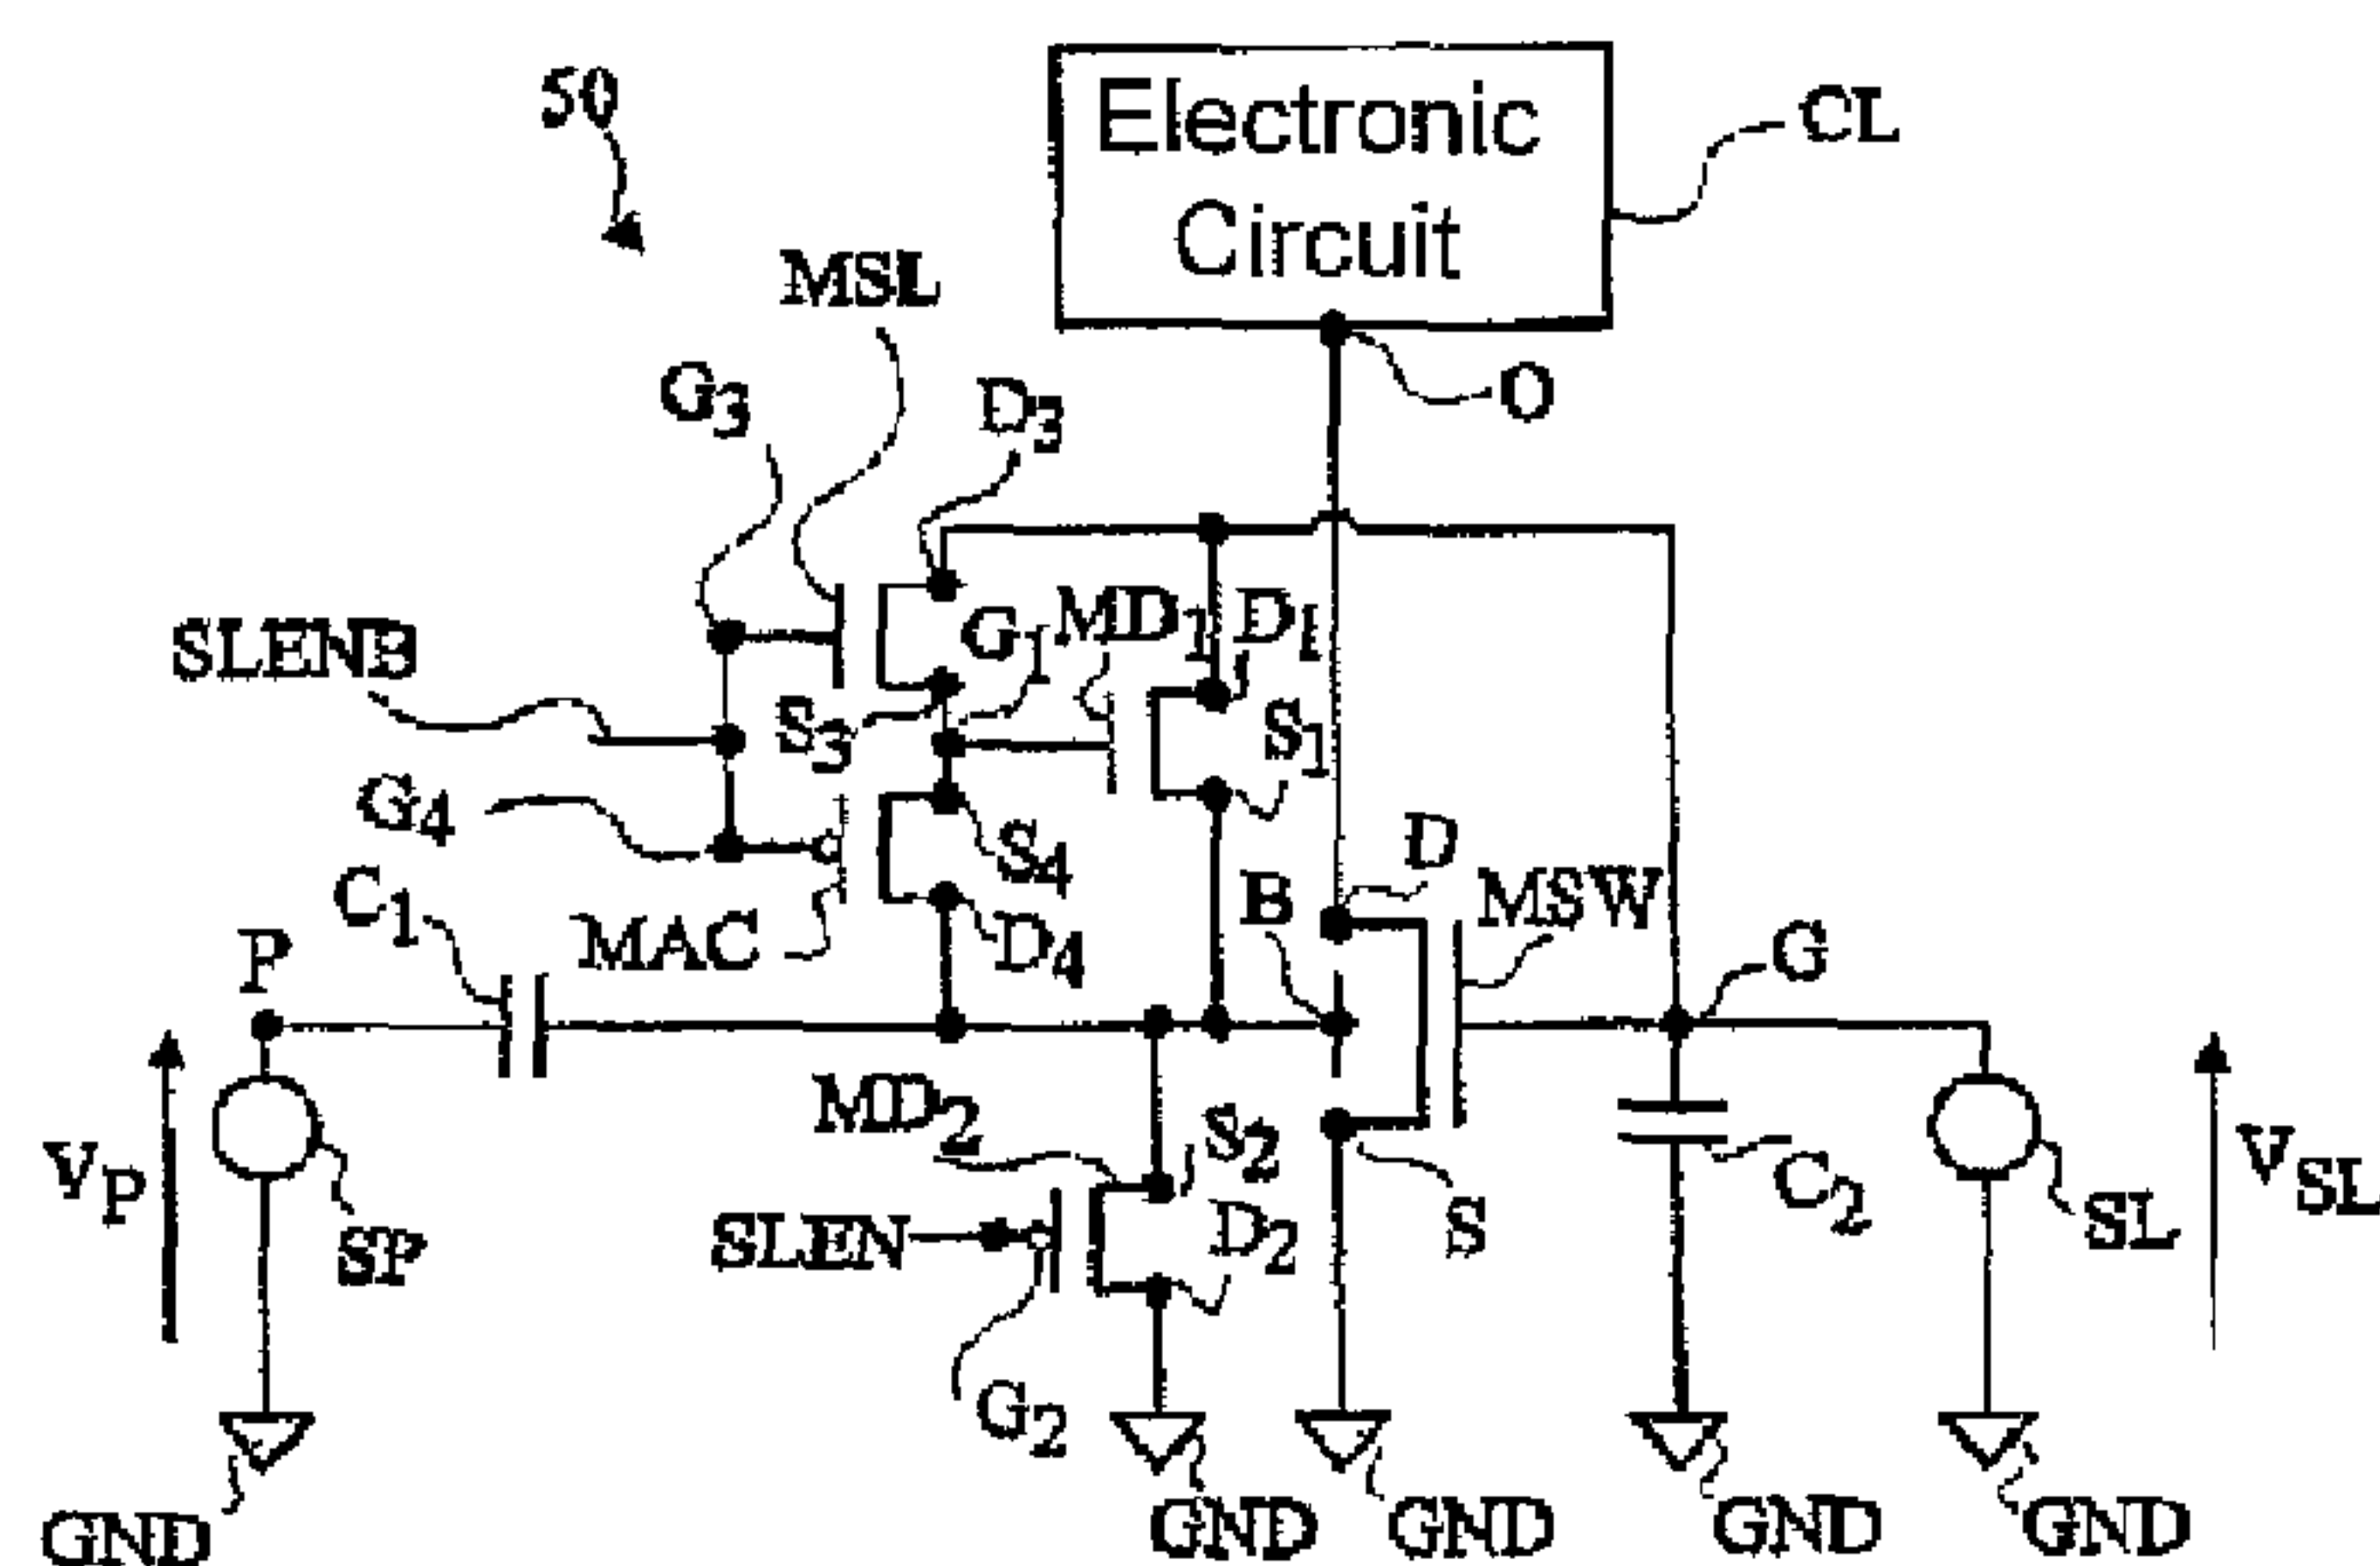 50
Electronic
Circuit
CL
MSL
G3
D3
O
SLENB
G1
MD1
D1
S3
S1
G4
S4
C1
MAC
D4
B
D
MSW
P
G
VP
SP
MD2
S2
SLEN
D2
G2
S
C2
SL
VSL
GND
GND
GND
GND
GND